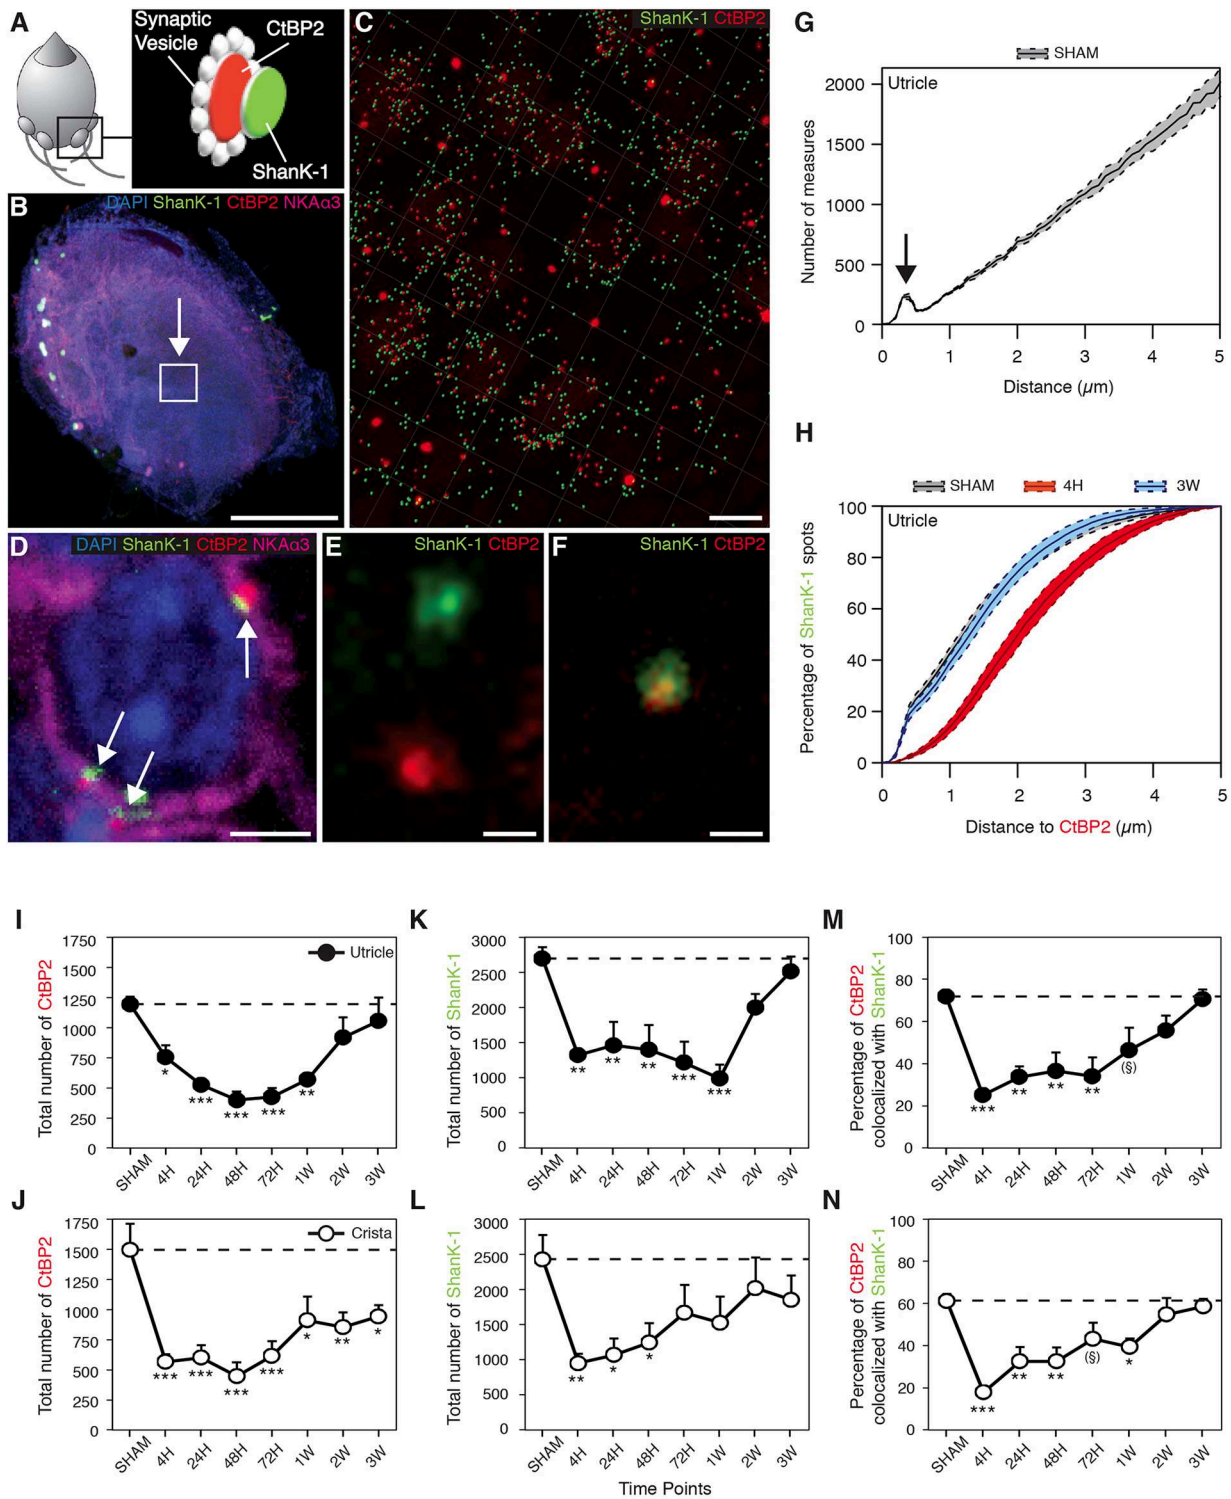 A
Synaptic
Vesicle
CtBP2
ShanK-1
B
DAPI ShanK-1 CtBP2 NKAα3
C
ShanK-1 CtBP2
D
DAPI ShanK-1 CtBP2 NKAα3
E
ShanK-1 CtBP2
F
ShanK-1 CtBP2
G
SHAM
Utricle
Number of measures
2000
1500
1000
500
0
0 1 2 3 4 5
Distance (µm)
H
SHAM 4H 3W
Utricle
Percentage of ShanK-1 spots
100
80
60
40
20
0
0 1 2 3 4 5
Distance to CtBP2 (µm)
I
Utricle
Total number of CtBP2
1750
1500
1250
1000
750
500
250
0
* *** *** *** **
SHAM 4H 24H 48H 72H 1W 2W 3W
K
Total number of ShanK-1
3000
2500
2000
1500
1000
500
0
** ** ** *** ***
SHAM 4H 24H 48H 72H 1W 2W 3W
M
Percentage of CtBP2
colocalized with ShanK-1
100
80
60
40
20
0
*** ** ** ** (§)
SHAM 4H 24H 48H 72H 1W 2W 3W
J
Crista
Total number of CtBP2
1750
1500
1250
1000
750
500
250
0
*** *** *** *** * ** *
SHAM 4H 24H 48H 72H 1W 2W 3W
L
Total number of ShanK-1
3000
2500
2000
1500
1000
500
0
** * *
SHAM 4H 24H 48H 72H 1W 2W 3W
Time Points
N
Percentage of CtBP2
colocalized with ShanK-1
100
80
60
40
20
0
*** ** ** (§) *
SHAM 4H 24H 48H 72H 1W 2W 3W